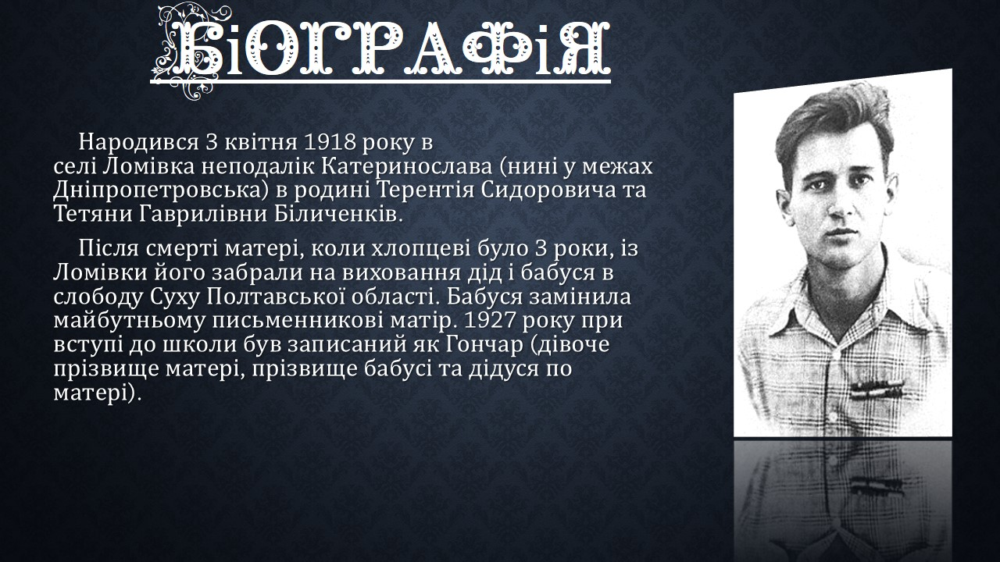 БіОГРАФіЯ
Народився 3 квітня 1918 року в
селі Ломівка неподалік Катеринослава (нині у межах
Дніпропетровська) в родині Терентія Сидоровича та
Тетяни Гаврилівни Біличенків.
Після смерті матері, коли хлопцеві було 3 роки, із
Ломівки його забрали на виховання дід і бабуся в
слободу Суху Полтавської області. Бабуся замінила
майбутньому письменникові матір. 1927 року при
вступі до школи був записаний як Гончар (дівоче
прізвище матері, прізвище бабусі та дідуся по
матері).